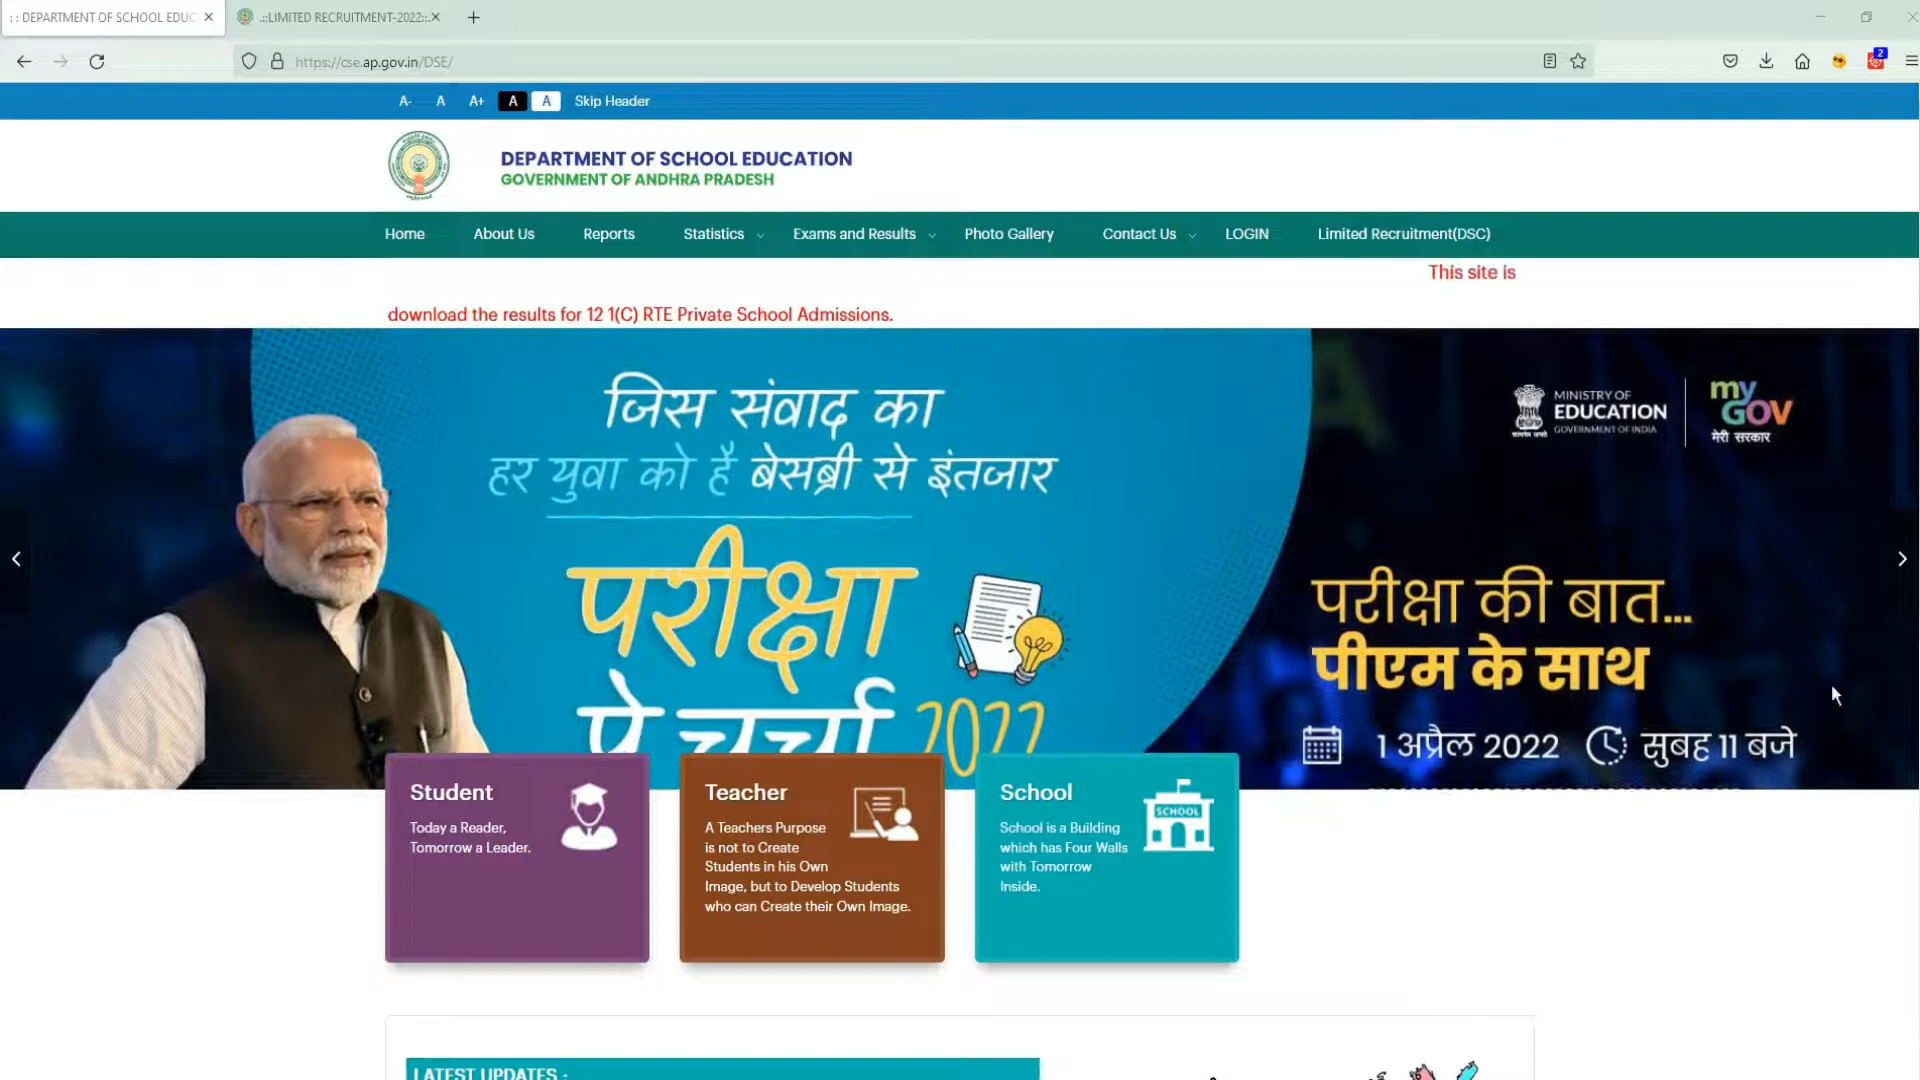 : : DEPARTMENT OF SCHOOL EDUC
.::LIMITED RECRUITMENT-2022::.
https://cse.ap.gov.in/DSE/
2
A- A A+ A A Skip Header
DEPARTMENT OF SCHOOL EDUCATION
GOVERNMENT OF ANDHRA PRADESH
Home About Us Reports Statistics Exams and Results Photo Gallery Contact Us LOGIN Limited Recruitment(DSC)
This site is
download the results for 12 1(C) RTE Private School Admissions.
जिस संवाद का
हर युवा को है बेसब्री से इंतजार
परीक्षा
पे चर्चा 2022
MINISTRY OF
EDUCATION
GOVERNMENT OF INDIA
सत्यमेव जयते
my
GOV
मेरी सरकार
परीक्षा की बात...
पीएम के साथ
1 अप्रैल 2022 सुबह 11 बजे
Student
Today a Reader,
Tomorrow a Leader.
Teacher
A Teachers Purpose
is not to Create
Students in his Own
Image, but to Develop Students
who can Create their Own Image.
School
SCHOOL
School is a Building
which has Four Walls
with Tomorrow
Inside.
LATEST UPDATES :